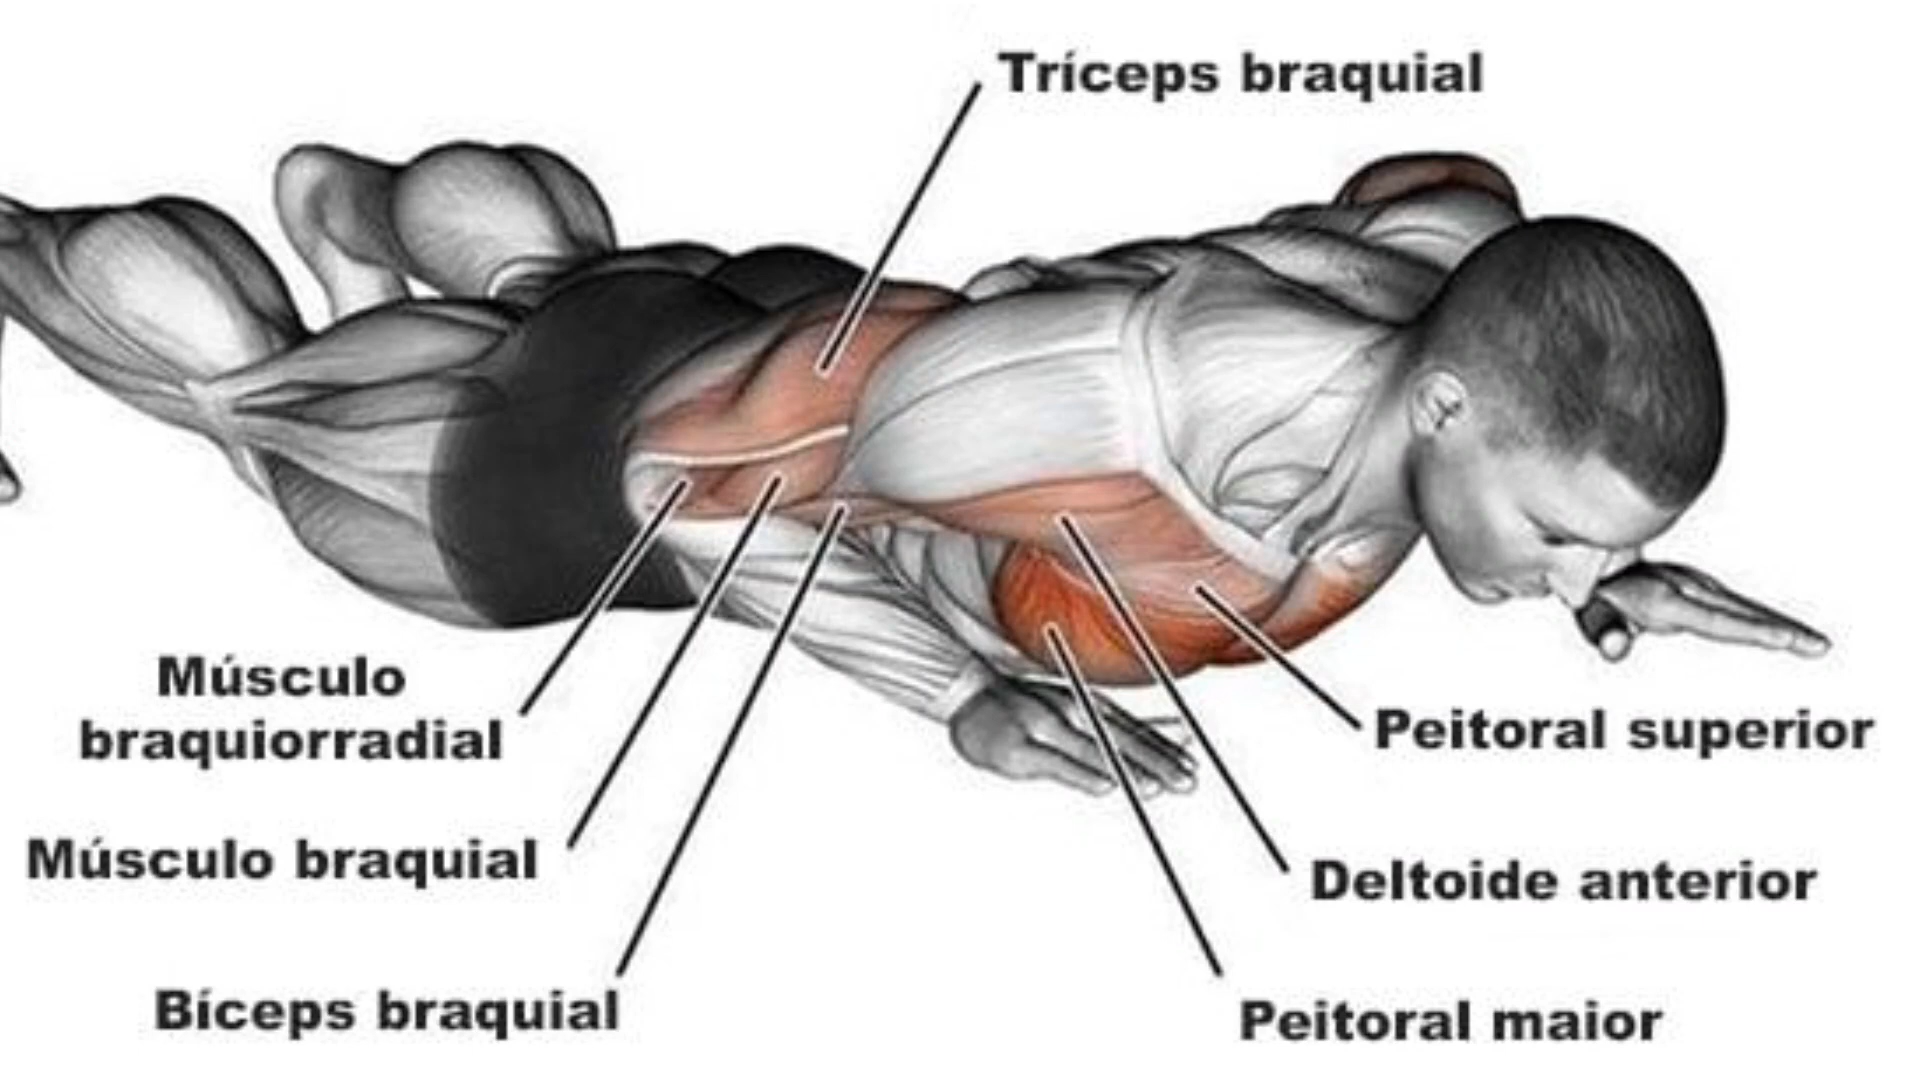 Tríceps braquial
Músculo
braquiorradial
Peitoral superior
Músculo braquial
Deltoide anterior
Bíceps braquial
Peitoral maior